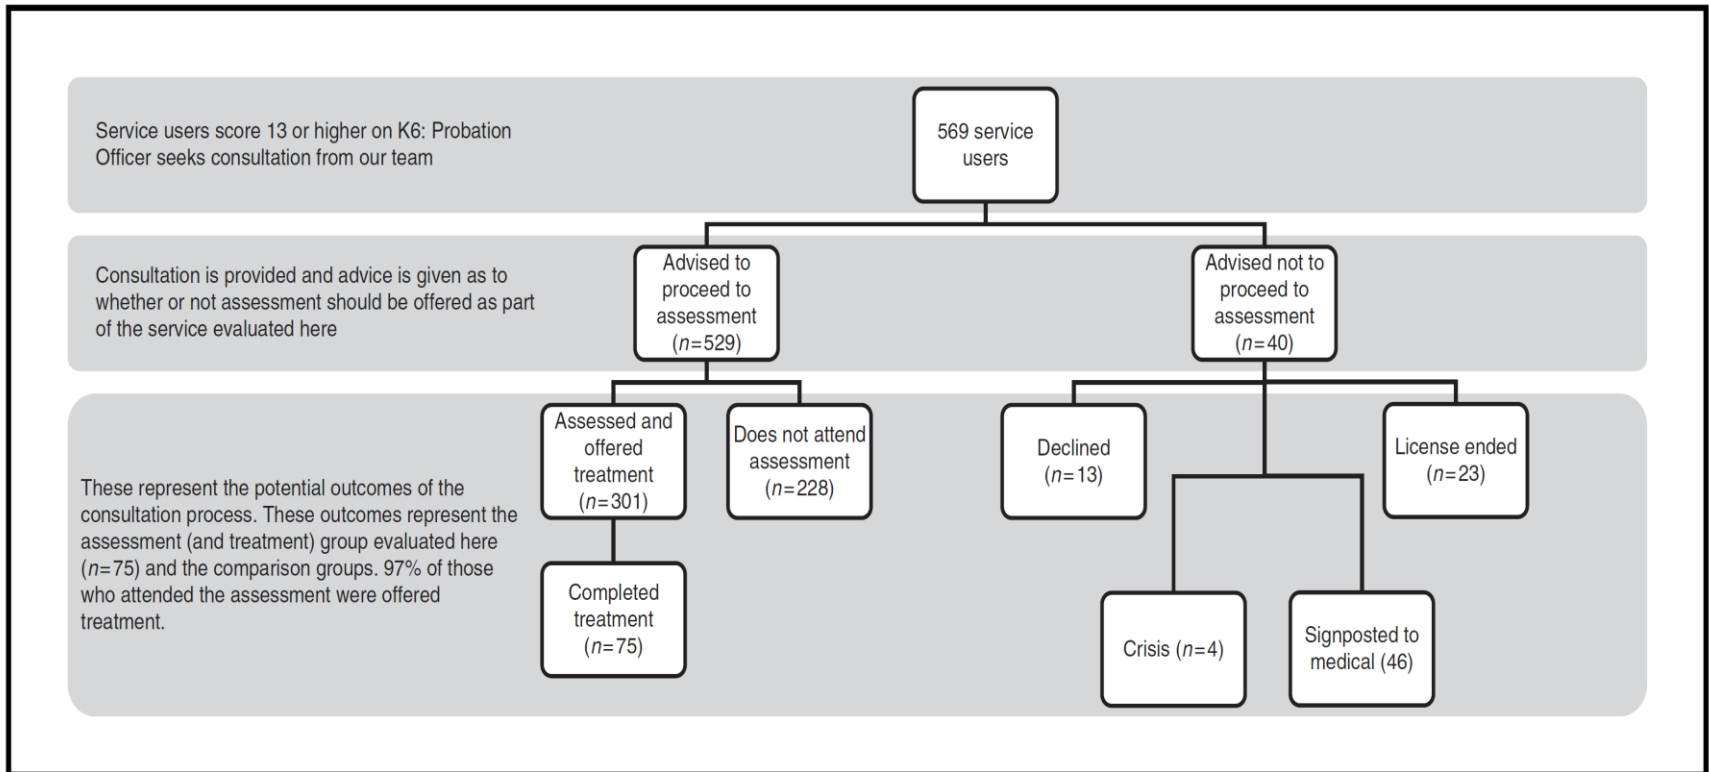 Service users score 13 or higher on K6: Probation
Officer seeks consultation from our team
569 service
users
Consultation is provided and advice is given as to
whether or not assessment should be offered as part
of the service evaluated here
Advised to
proceed to
assessment
(n=529)
Advised not to
proceed to
assessment
(n=40)
These represent the potential outcomes of the
consultation process. These outcomes represent the
assessment (and treatment) group evaluated here
(n=75) and the comparison groups. 97% of those
who attended the assessment were offered
treatment.
Assessed and
offered
treatment
(n=301)
Does not attend
assessment
(n=228)
Declined
(n=13)
License ended
(n=23)
Completed
treatment
(n=75)
Crisis (n=4)
Signposted to
medical (46)